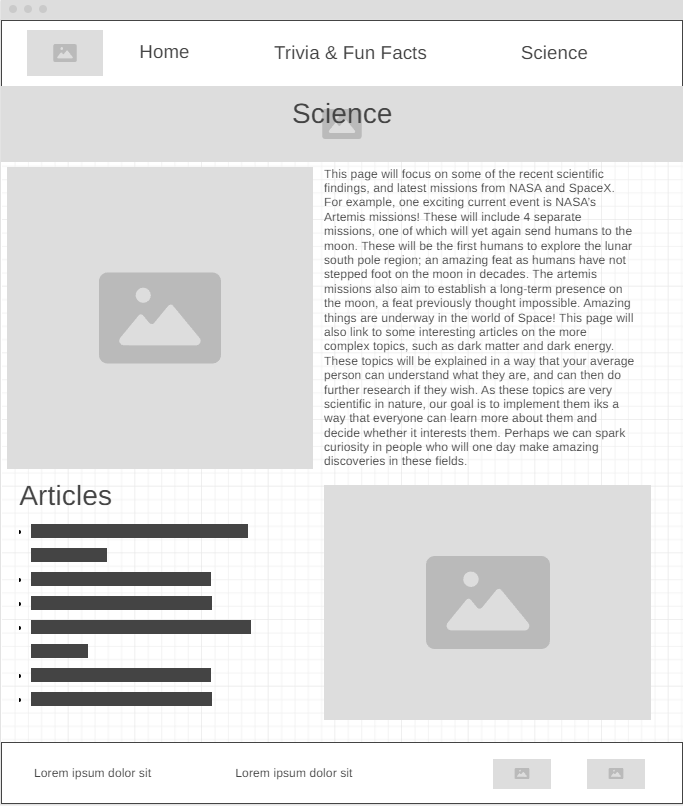 Home Trivia & Fun Facts Science
Science
This page will focus on some of the recent scientific
findings, and latest missions from NASA and SpaceX.
For example, one exciting current event is NASA's
Artemis missions! These will include 4 separate
missions, one of which will yet again send humans to the
moon. These will be the first humans to explore the lunar
south pole region; an amazing feat as humans have not
stepped foot on the moon in decades. The artemis
missions also aim to establish a long-term presence on
the moon, a feat previously thought impossible. Amazing
things are underway in the world of Space! This page will
also link to some interesting articles on the more
complex topics, such as dark matter and dark energy.
These topics will be explained in a way that your average
person can understand what they are, and can then do
further research if they wish. As these topics are very
scientific in nature, our goal is to implement them iks a
way that everyone can learn more about them and
decide whether it interests them. Perhaps we can spark
curiosity in people who will one day make amazing
discoveries in these fields.
Articles
Lorem ipsum dolor sit Lorem ipsum dolor sit